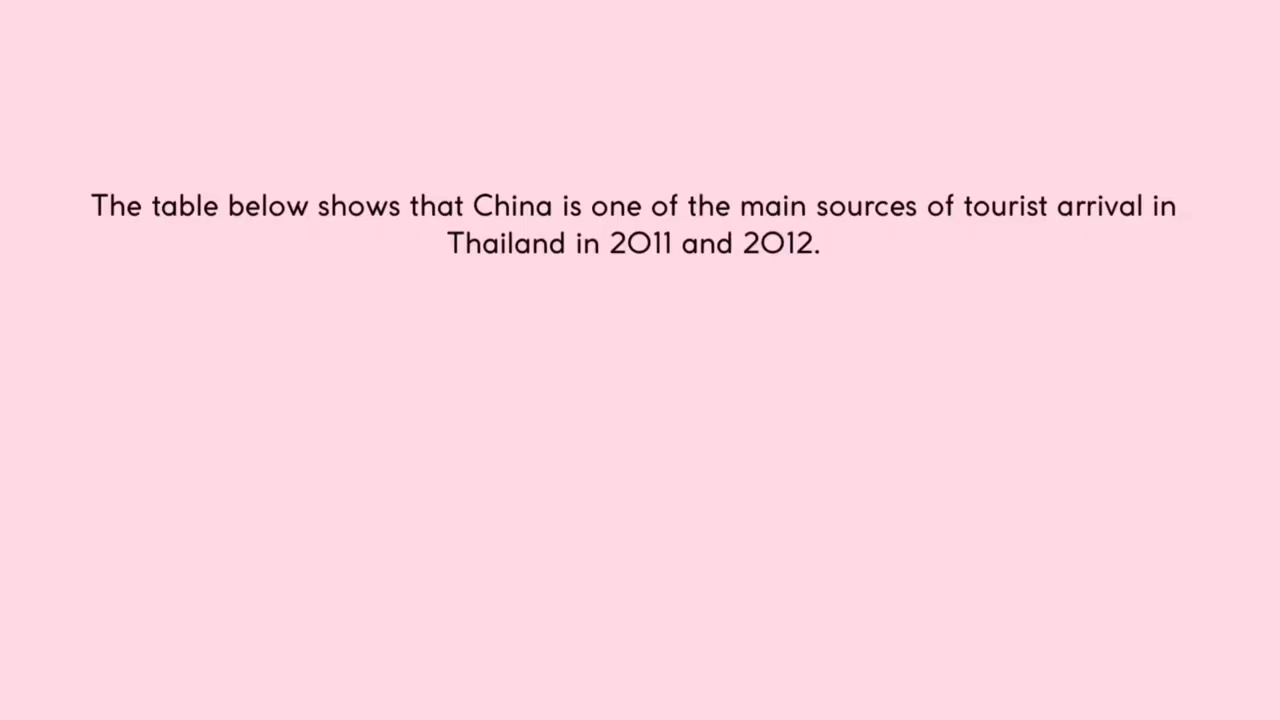 The table below shows that China is one of the main sources of tourist arrival in
Thailand in 2011 and 2012.